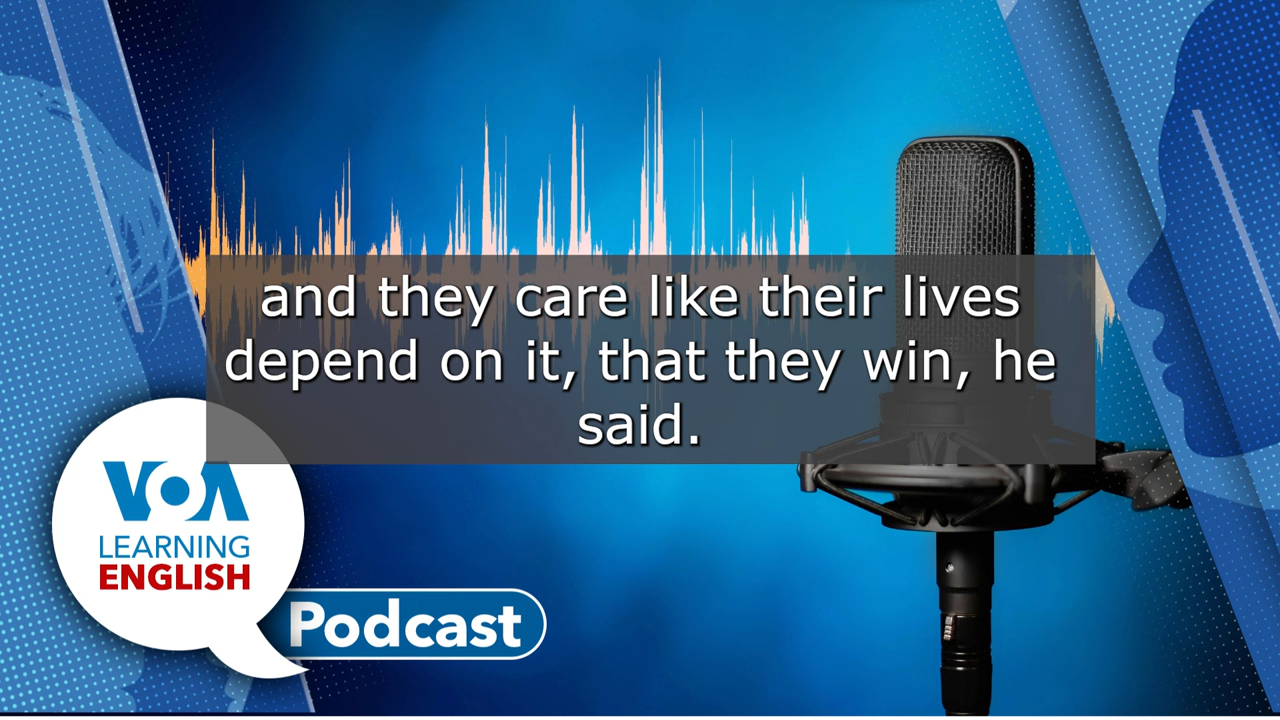 and they care like their lives
depend on it, that they win, he
said.
VOA
LEARNING
ENGLISH
Podcast